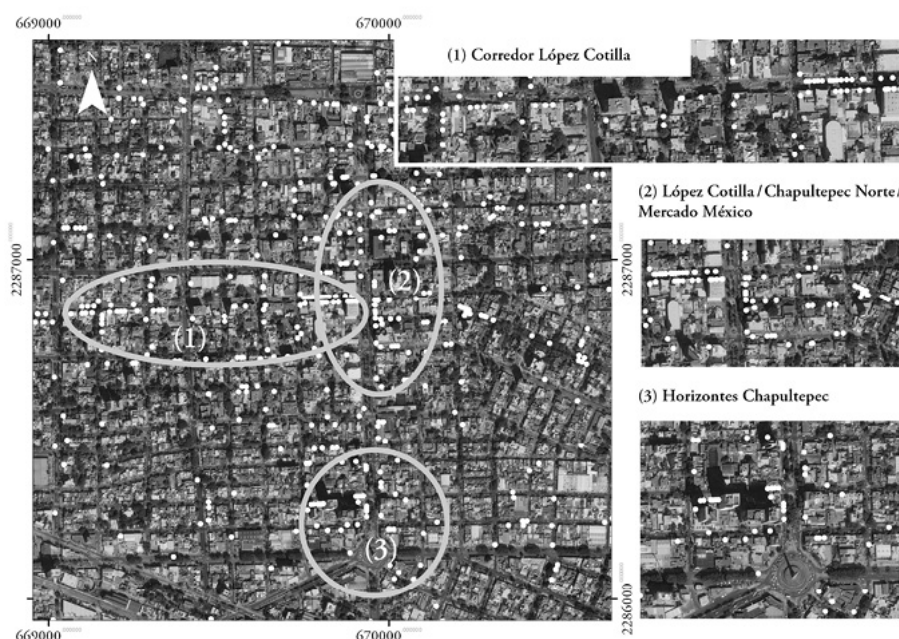 669000
670000
(1) Corredor López Cotilla
N
(2) López Cotilla / Chapultepec Norte /
Mercado México
2287000
2287000
(2)
(1)
(3) Horizontes Chapultepec
(3)
2286000
669000
670000